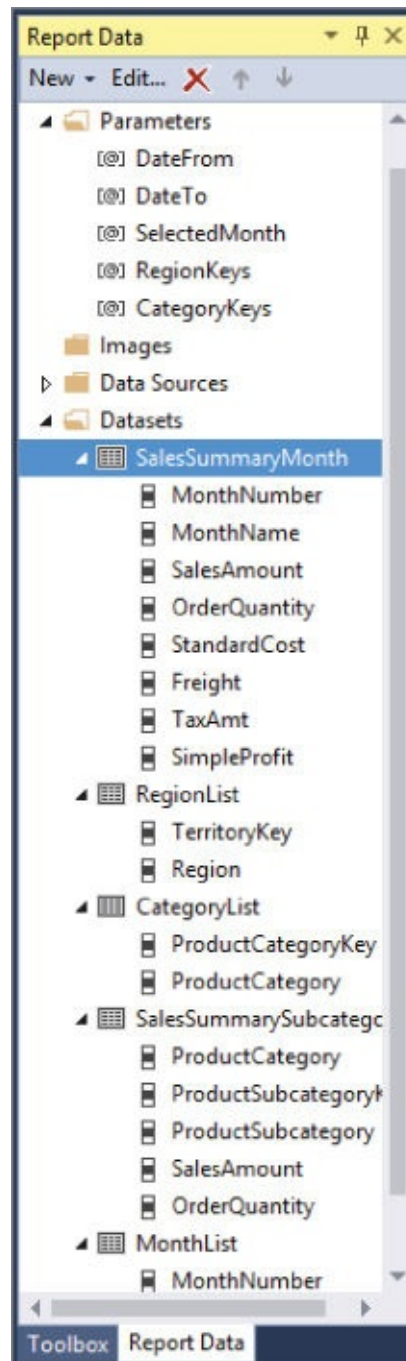 Report Data
New Edit...
Parameters
[@] DateFrom
[@] DateTo
[@] SelectedMonth
[@] RegionKeys
[@] CategoryKeys
Images
Data Sources
Datasets
SalesSummaryMonth
MonthNumber
MonthName
SalesAmount
OrderQuantity
StandardCost
Freight
TaxAmt
SimpleProfit
RegionList
TerritoryKey
Region
CategoryList
ProductCategoryKey
ProductCategory
SalesSummarySubcatego
ProductCategory
ProductSubcategoryK
ProductSubcategory
SalesAmount
OrderQuantity
MonthList
MonthNumber
Toolbox Report Data